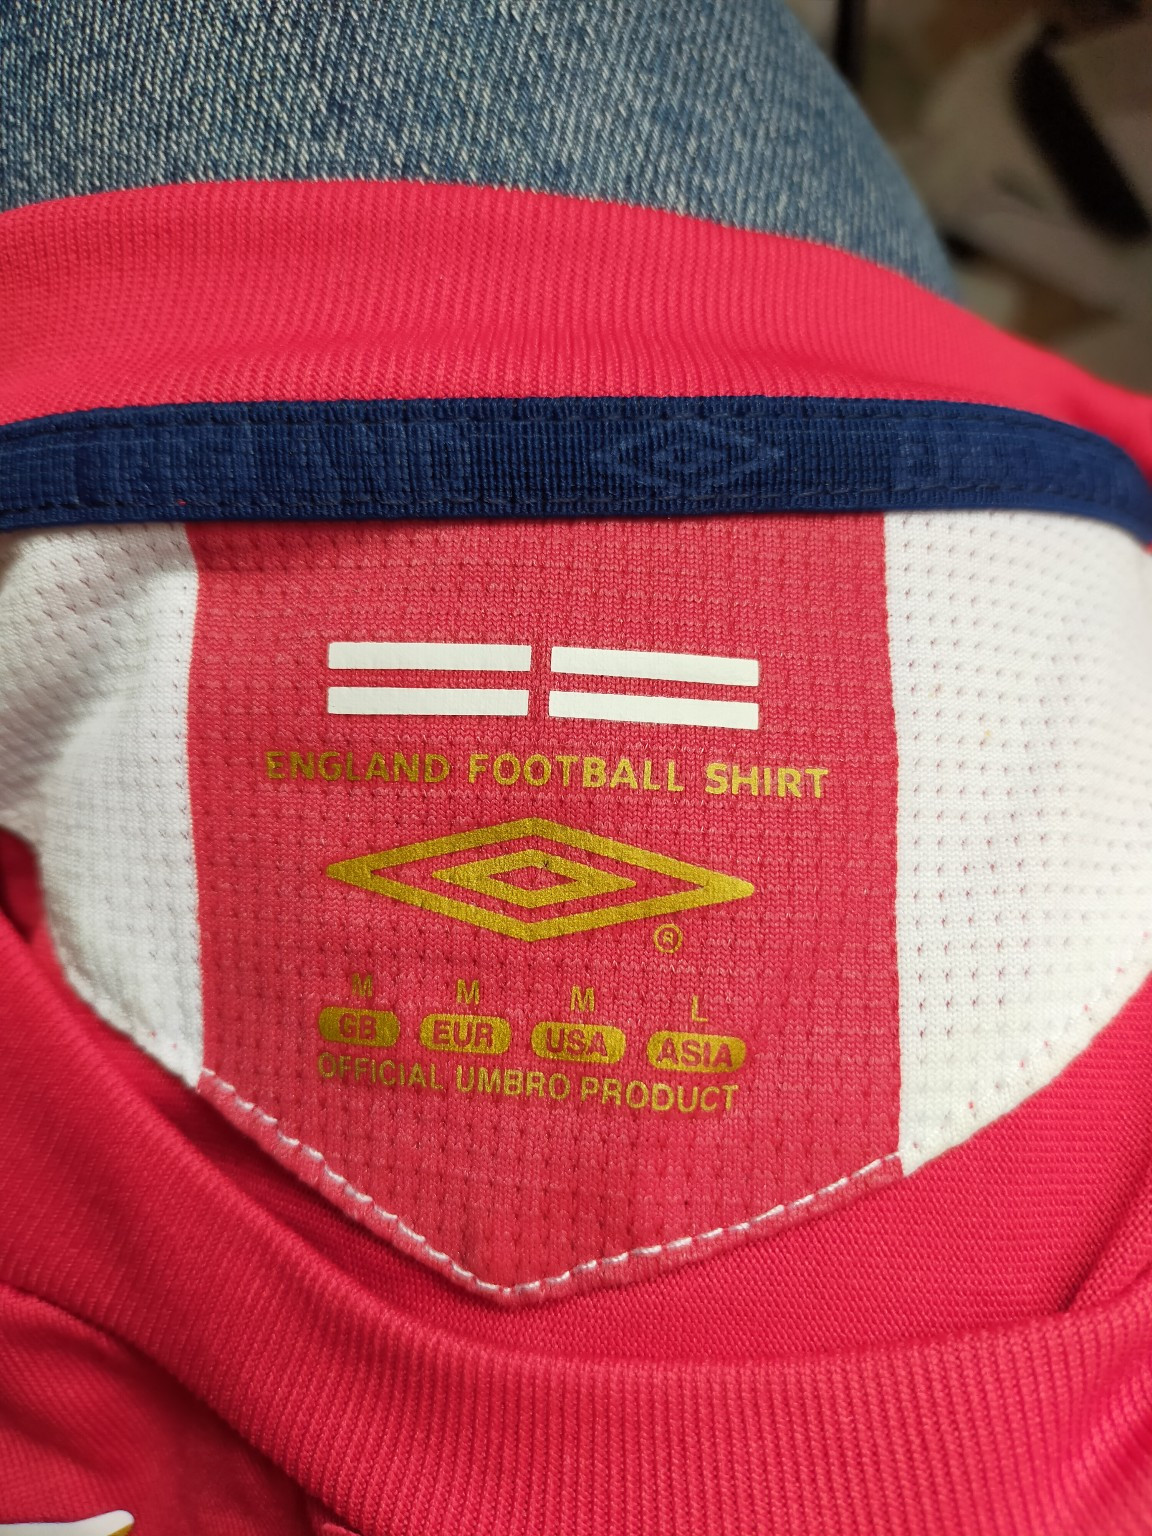 ENGLAND FOOTBALL SHIRT
®
M M M L
GB EUR USA ASIA
OFFICIAL UMBRO PRODUCT